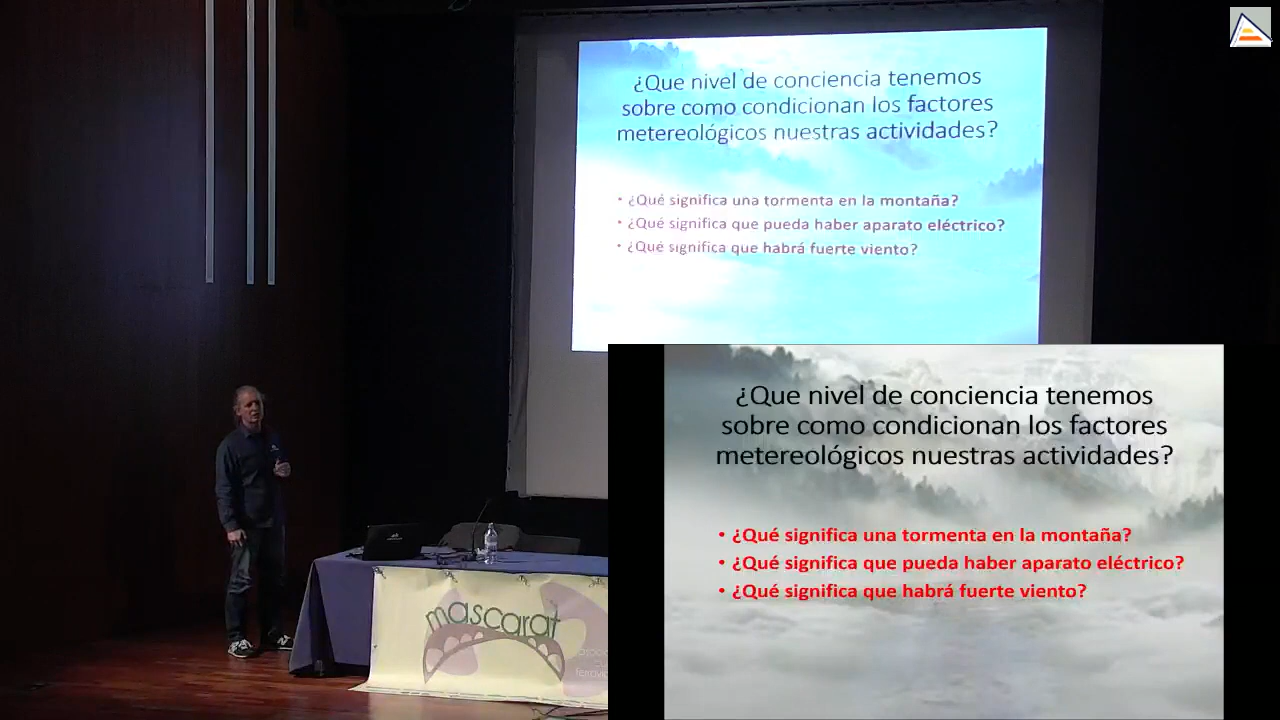 ¿Que nivel de conciencia tenemos
sobre como condicionan los factores
metereológicos nuestras actividades?
• ¿Qué significa una tormenta en la montaña?
• ¿Qué significa que pueda haber aparato eléctrico?
• ¿Qué significa que habrá fuerte viento?
¿Que nivel de conciencia tenemos
sobre como condicionan los factores
metereológicos nuestras actividades?
• ¿Qué significa una tormenta en la montaña?
• ¿Qué significa que pueda haber aparato eléctrico?
• ¿Qué significa que habrá fuerte viento?
mascarat